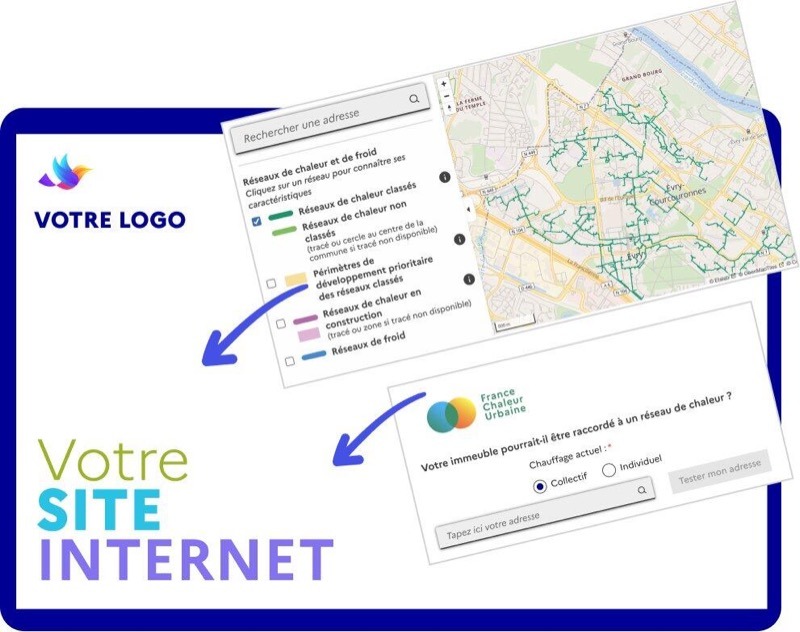 VOTRE LOGO
Votre
SITE
INTERNET
Rechercher une adresse
Réseaux de chaleur et de froid
Cliquez sur un réseau pour connaître ses
caractéristiques
Réseaux de chaleur classés
Réseaux de chaleur non
classés
(tracé ou cercle au centre de la
commune si tracé non disponible)
Périmètres de
développement prioritaire
des réseaux classés
Réseaux de chaleur en
construction
(tracé ou zone si tracé non disponible)
Réseaux de froid
GRAND BOURG
LA FERME
DU TEMPLE
Évry-
Courcouronnes
Évry
France
Chaleur
Urbaine
Votre immeuble pourrait-il être raccordé à un réseau de chaleur ?
Chauffage actuel : *
Collectif
Individuel
Tapez ici votre adresse
Tester mon adresse